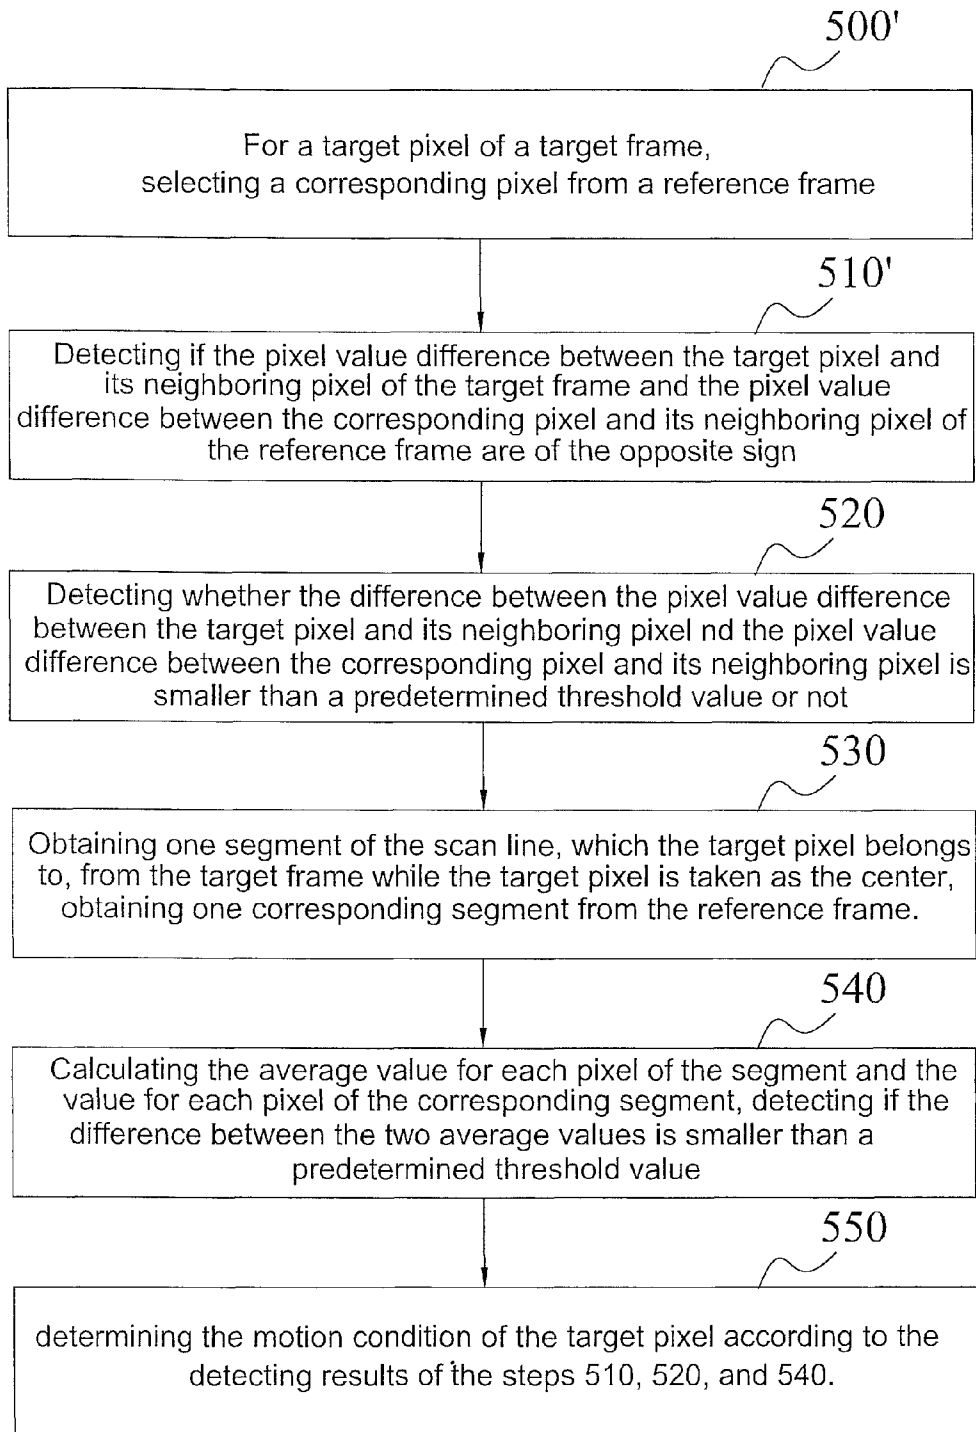 500'
For a target pixel of a target frame,
selecting a corresponding pixel from a reference frame
510'
Detecting if the pixel value difference between the target pixel and
its neighboring pixel of the target frame and the pixel value
difference between the corresponding pixel and its neighboring pixel of
the reference frame are of the opposite sign
520
Detecting whether the difference between the pixel value difference
between the target pixel and its neighboring pixel nd the pixel value
difference between the corresponding pixel and its neighboring pixel is
smaller than a predetermined threshold value or not
530
Obtaining one segment of the scan line, which the target pixel belongs
to, from the target frame while the target pixel is taken as the center,
obtaining one corresponding segment from the reference frame.
540
Calculating the average value for each pixel of the segment and the
value for each pixel of the corresponding segment, detecting if the
difference between the two average values is smaller than a
predetermined threshold value
550
determining the motion condition of the target pixel according to the
detecting results of the steps 510, 520, and 540.